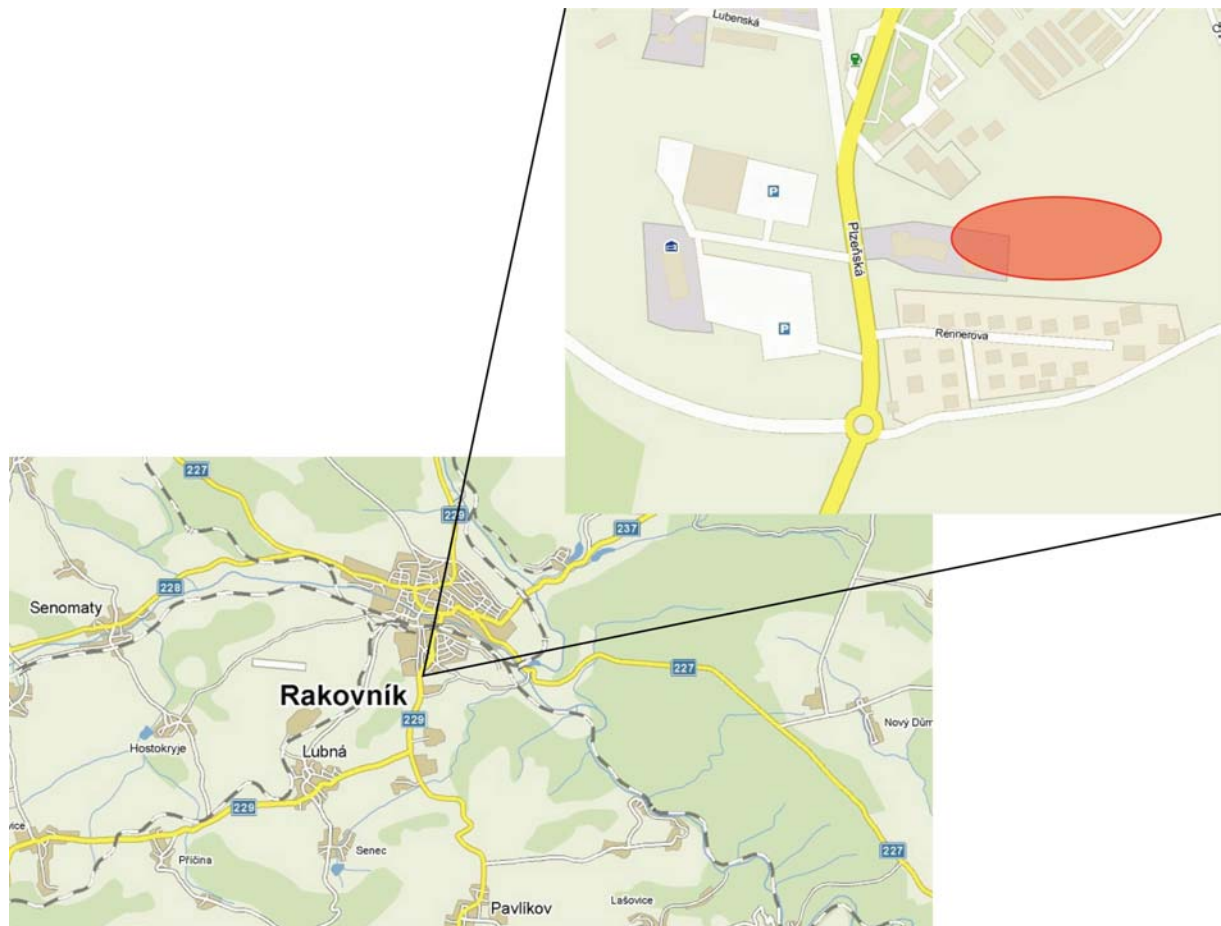 Lubenská
P
Plzeňská
P
Rennerova
227
229
237
228
Senomaty
227
Rakovník
229
Nový Dům
Hostokryje
Lubná
229
Senec
Příčina
227
Pavlíkov
Lašovice